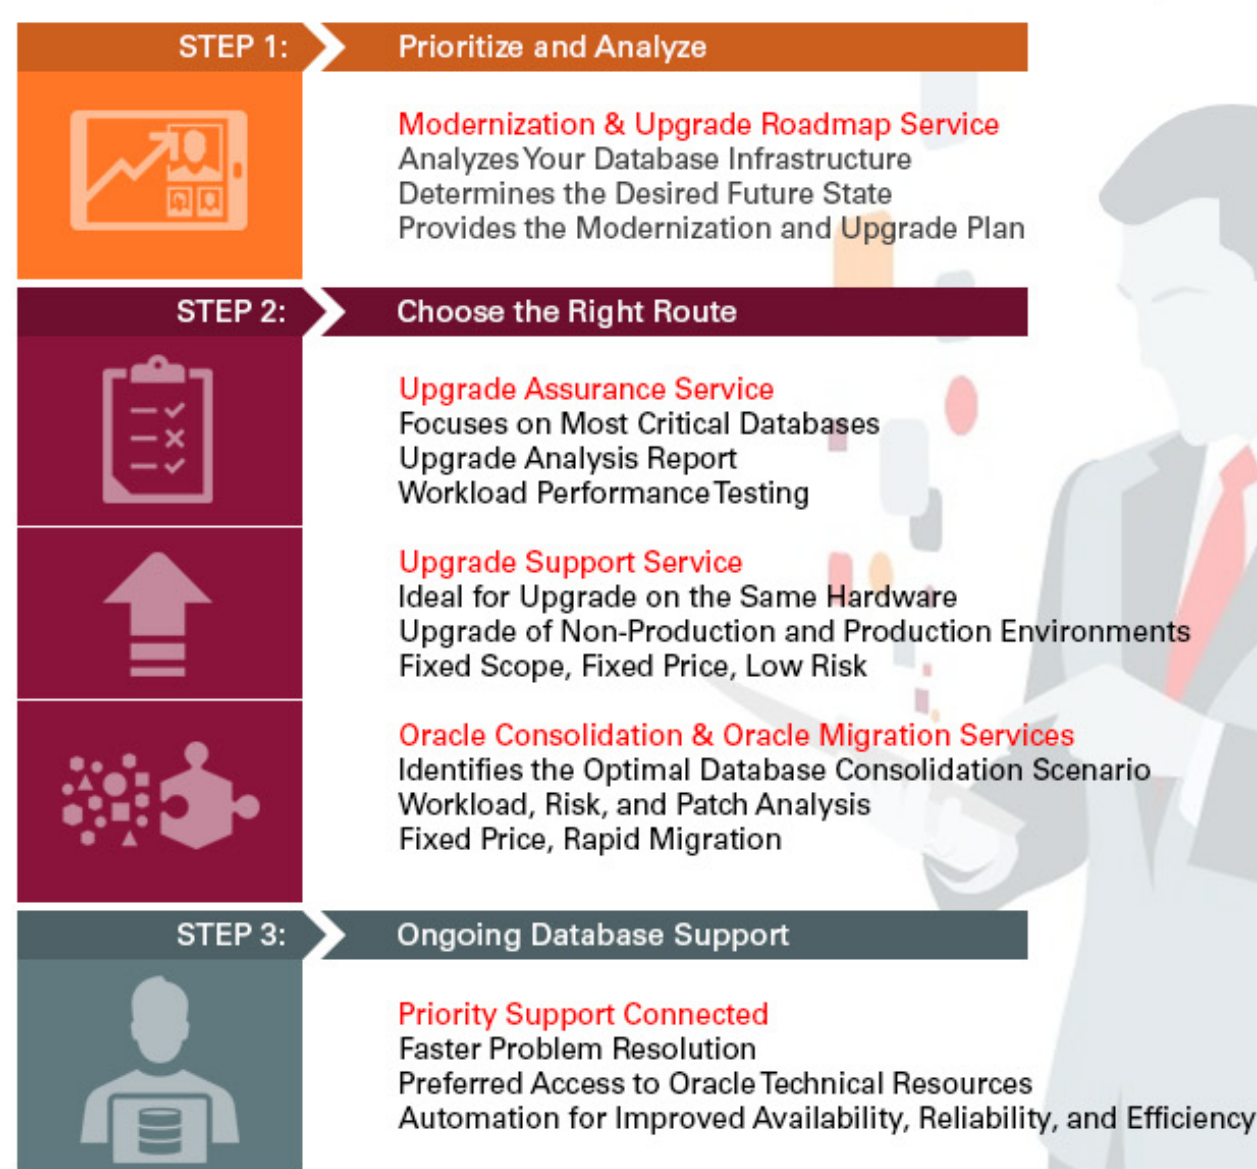 STEP 1:
Prioritize and Analyze
Modernization & Upgrade Roadmap Service
Analyzes Your Database Infrastructure
Determines the Desired Future State
Provides the Modernization and Upgrade Plan
STEP 2:
Choose the Right Route
Upgrade Assurance Service
Focuses on Most Critical Databases
Upgrade Analysis Report
Workload Performance Testing
Upgrade Support Service
Ideal for Upgrade on the Same Hardware
Upgrade of Non-Production and Production Environments
Fixed Scope, Fixed Price, Low Risk
Oracle Consolidation & Oracle Migration Services
Identifies the Optimal Database Consolidation Scenario
Workload, Risk, and Patch Analysis
Fixed Price, Rapid Migration
STEP 3:
Ongoing Database Support
Priority Support Connected
Faster Problem Resolution
Preferred Access to Oracle Technical Resources
Automation for Improved Availability, Reliability, and Efficiency